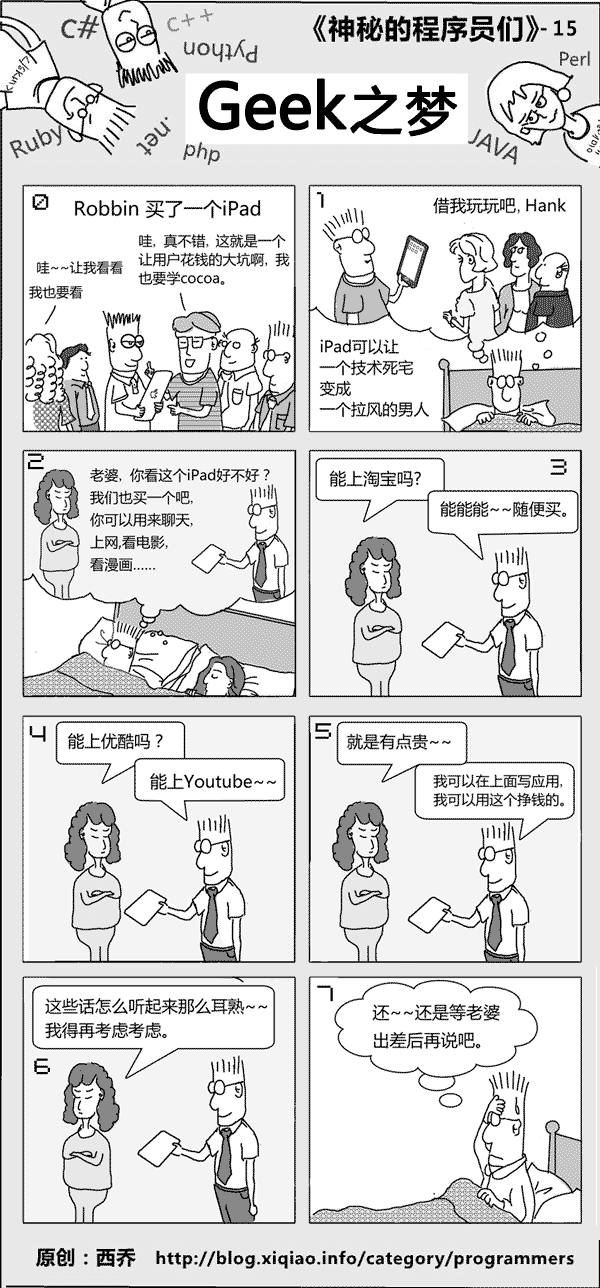 C#
C++
《神秘的程序员们》- 15
Python
Perl
Geek之梦
Ruby
.net
php
JAVA
0
Robbin 买了一个iPad
哇~~让我看看
我也要看
哇，真不错，这就是一个
让用户花钱的大坑啊，我
也要学cocoa。
1
借我玩玩吧, Hank
iPad可以让
一个技术死宅
变成
一个拉风的男人
2
老婆，你看这个iPad好不好？
我们也买一个吧,
你可以用来聊天,
上网,看电影,
看漫画......
3
能上淘宝吗?
能能能~~随便买。
4
能上优酷吗？
能上Youtube~~
5
就是有点贵~~
我可以在上面写应用,
我可以用这个挣钱的。
6
这些话怎么听起来那么耳熟~~
我得再考虑考虑。
7
还~~还是等老婆
出差后再说吧。
原创：西乔 http://blog.xiqiao.info/category/programmers